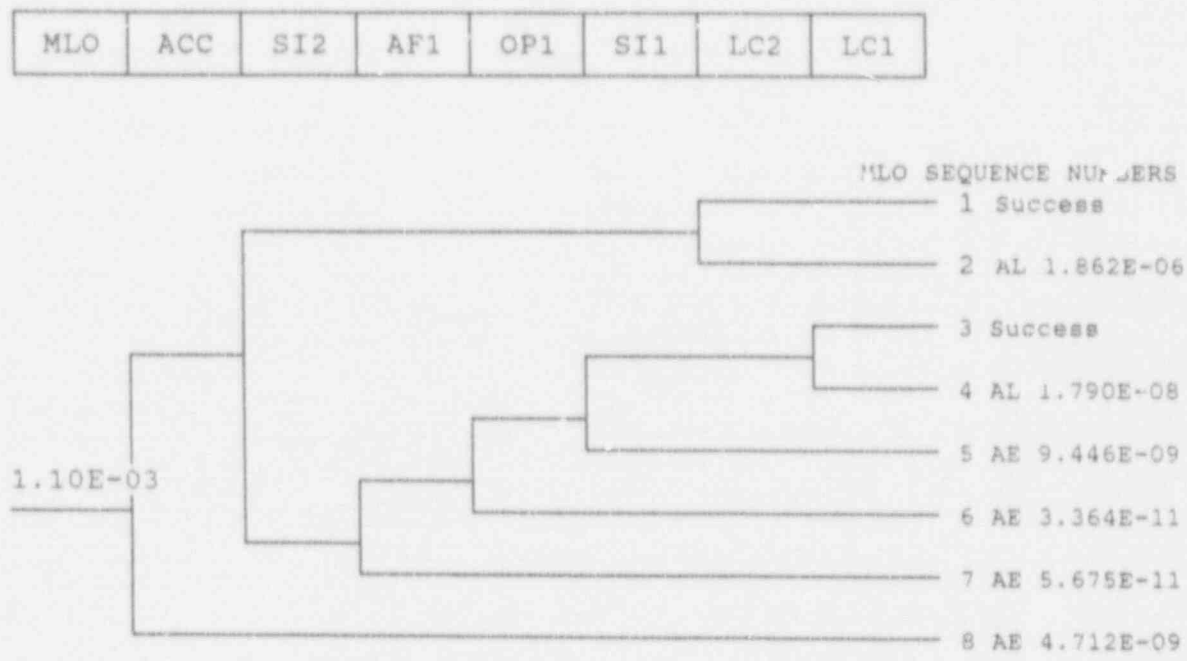 MLO ACC SI2 AF1 OP1 SI1 LC2 LC1
MLO SEQUENCE
1 Success
2 AL 1.862E-06
3 Success
4 AL 1.790E-08
5 AE 9.446E-09
1.10E-03
6 AE 3.364E-11
7 AE 5.675E-11
8 AE 4.712E-09